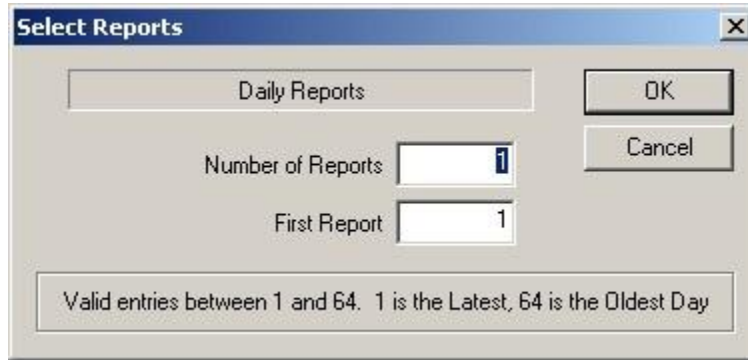 Select Reports
Daily Reports
OK
Cancel
Number of Reports 1
First Report 1
Valid entries between 1 and 64. 1 is the Latest, 64 is the Oldest Day